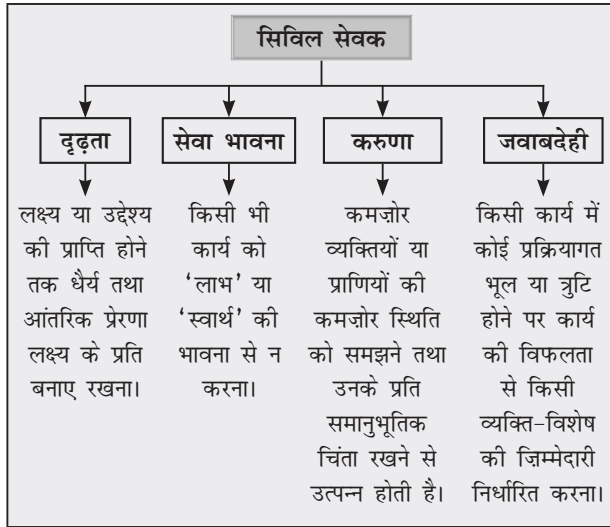 सिविल सेवक
दृढ़ता
लक्ष्य या उद्देश्य
की प्राप्ति होने
तक धैर्य तथा
आंतरिक प्रेरणा
लक्ष्य के प्रति
बनाए रखना।
सेवा भावना
किसी भी
कार्य को
‘लाभ’ या
‘स्वार्थ’ की
भावना से न
करना।
करुणा
कमज़ोर
व्यक्तियों या
प्राणियों की
कमज़ोर स्थिति
को समझने तथा
उनके प्रति
समानुभूतिक
चिंता रखने से
उत्पन्न होती है।
जवाबदेही
किसी कार्य में
कोई प्रक्रियागत
भूल या त्रुटि
होने पर कार्य
की विफलता
से किसी
व्यक्ति-विशेष
की ज़िम्मेदारी
निर्धारित करना।